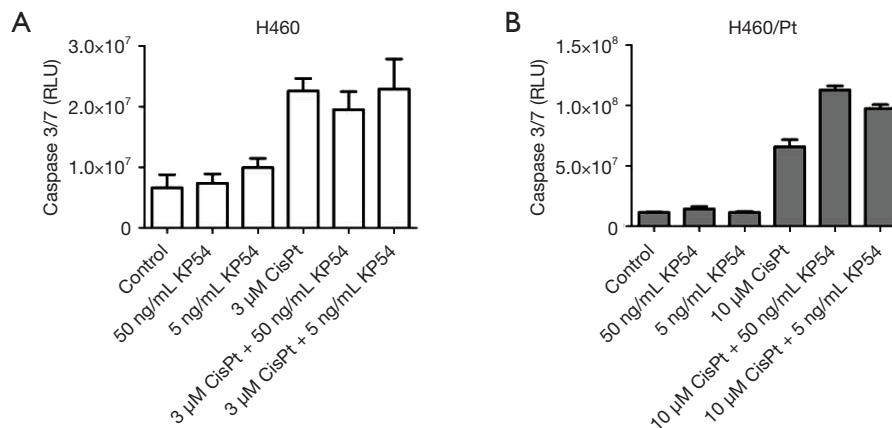 A
H460
3.0×10⁷
2.0×10⁷
1.0×10⁷
0
Caspase 3/7 (RLU)
Control
50 ng/mL KP54
5 ng/mL KP54
3 μM CisPt
3 μM CisPt + 50 ng/mL KP54
3 μM CisPt + 5 ng/mL KP54
B
H460/Pt
1.5×10⁸
1.0×10⁸
5.0×10⁷
0
Caspase 3/7 (RLU)
Control
50 ng/mL KP54
5 ng/mL KP54
10 μM CisPt
10 μM CisPt + 50 ng/mL KP54
10 μM CisPt + 5 ng/mL KP54